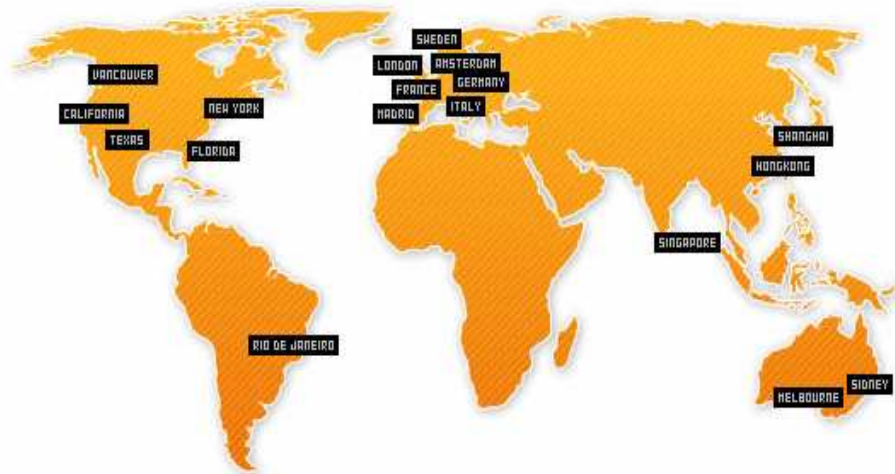 SWEDEN
LONDON
AMSTERDAM
VANCOUVER
GERMANY
FRANCE
CALIFORNIA
NEW YORK
MADRID
ITALY
TEXAS
FLORIDA
SHANGHAI
HONGKONG
SINGAPORE
RIO DE JANEIRO
SIDNEY
MELBOURNE